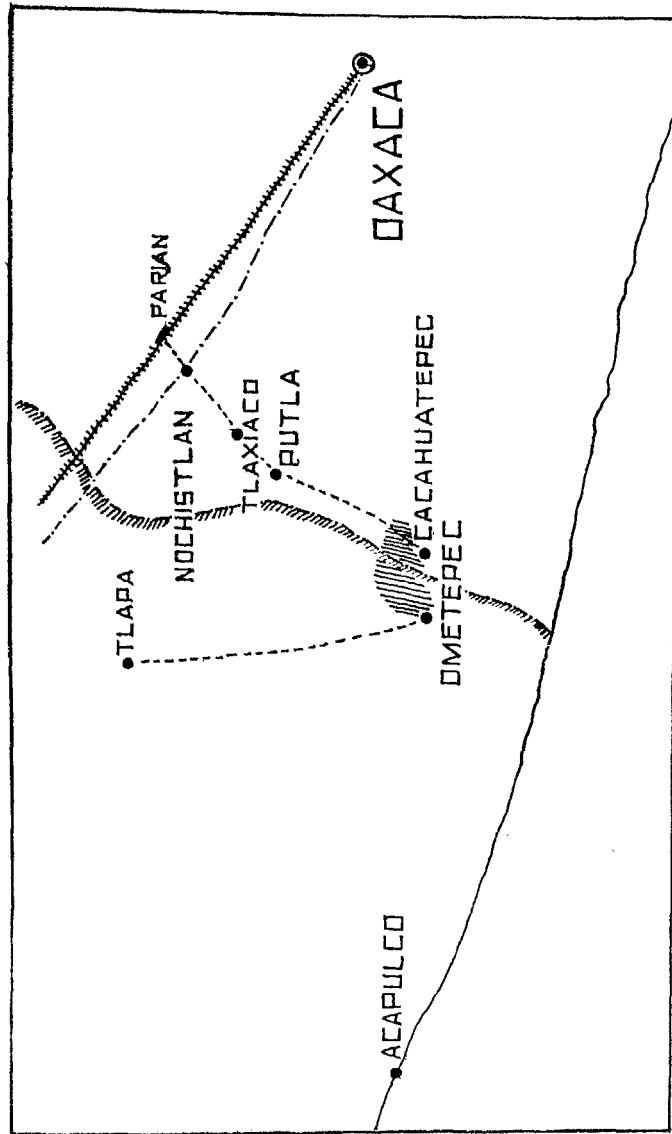 TLAPA
PARIAN
NOCHISTLAN
TLAXIACO
PUTLA
OAXACA
CACAHUATEPEC
OMETEPEC
ACAPULCO